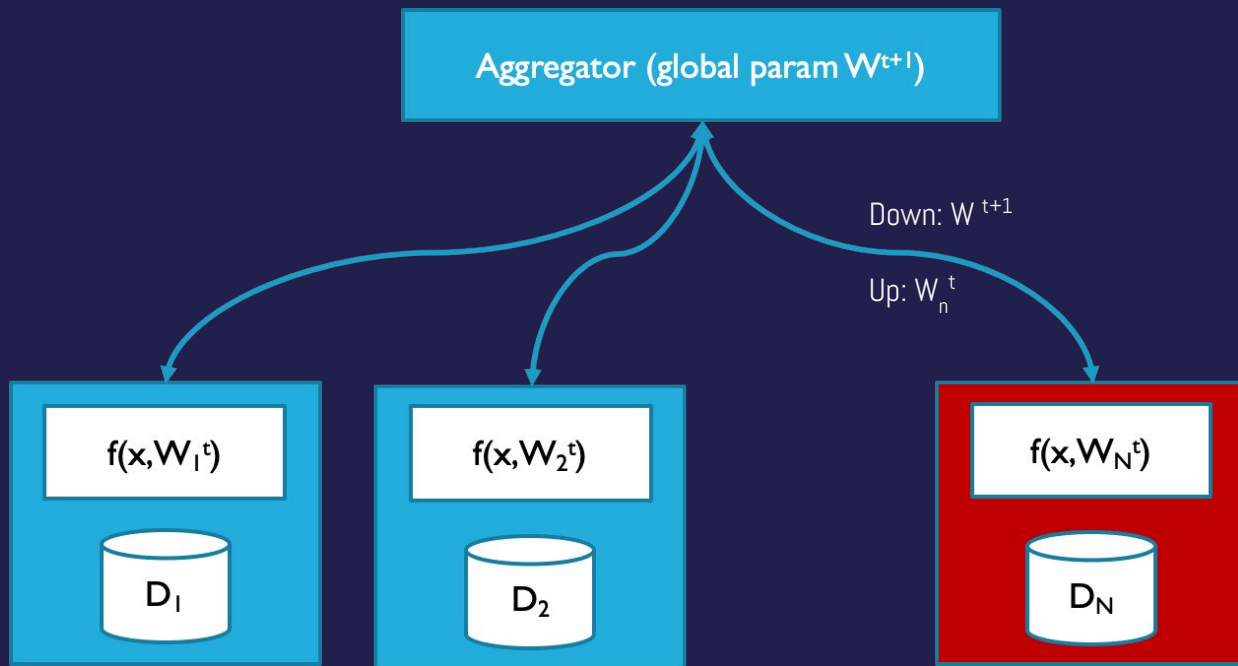 Aggregator (global param Wᵗ⁺¹)
Down: W ᵗ⁺¹
Up: Wₙᵗ
f(x,W₁ᵗ)
f(x,W₂ᵗ)
f(x,W_Nᵗ)
D₁
D₂
D_N